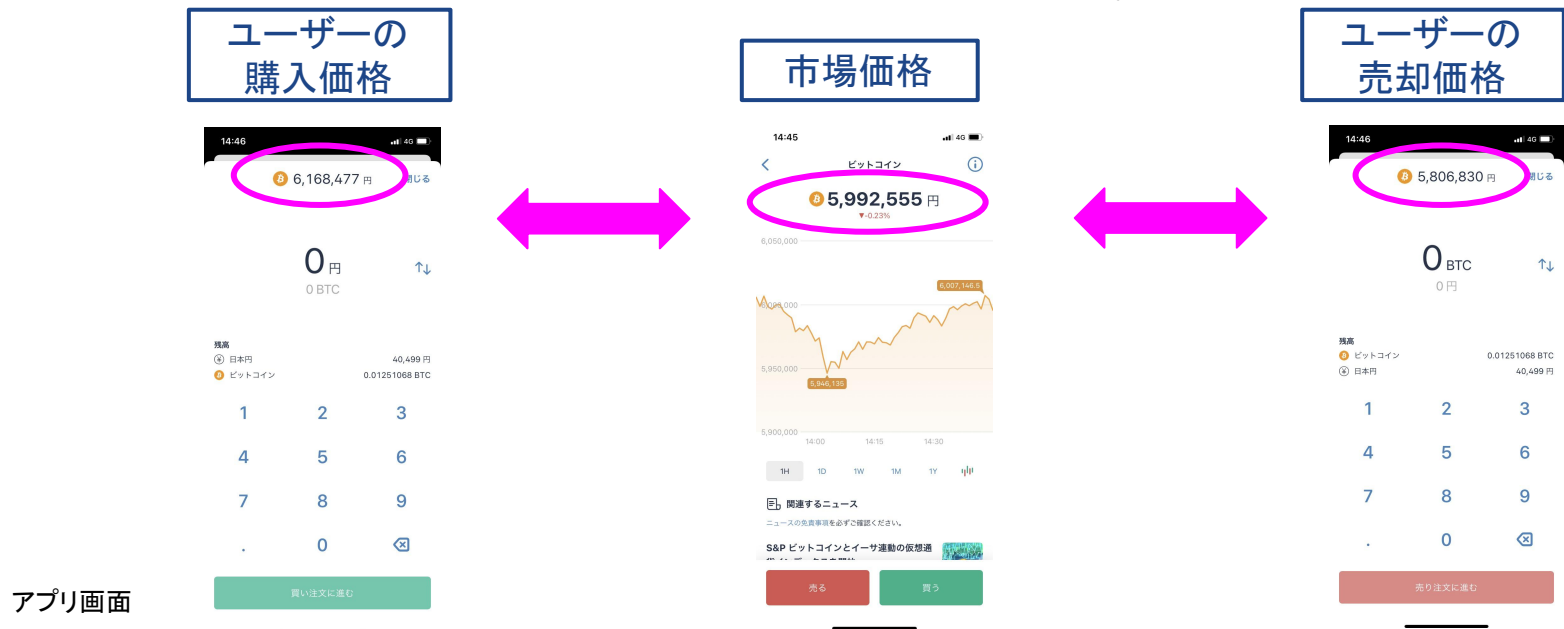 ユーザーの
購入価格
市場価格
ユーザーの
売却価格
14:46
4G
6,168,477 円
閉じる
0 円
0 BTC
残高
日本円 40,499 円
ビットコイン 0.01251068 BTC
1 2 3
4 5 6
7 8 9
. 0
買い注文に進む
14:45
4G
ビットコイン
5,992,555 円
▼-0.23%
6,050,000
6,007,146.5
6,000,000
5,950,000
5,946,135
5,900,000
14:00 14:15 14:30
1H 1D 1W 1M 1Y
関連するニュース
ニュースの免責事項を必ずご確認ください。
S&P ビットコインとイーサ連動の仮想通
売る 買う
14:46
4G
5,806,830 円
閉じる
0 BTC
0 円
残高
ビットコイン 0.01251068 BTC
日本円 40,499 円
1 2 3
4 5 6
7 8 9
. 0
売り注文に進む
アプリ画面